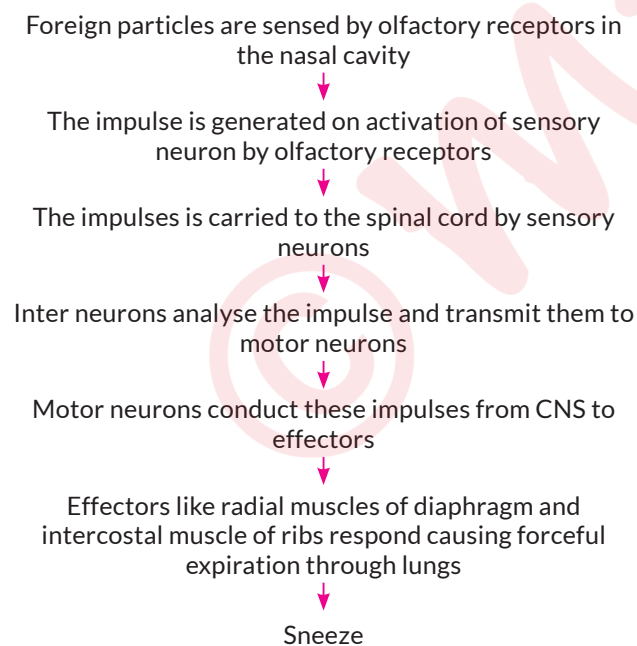 Foreign particles are sensed by olfactory receptors in
the nasal cavity
The impulse is generated on activation of sensory
neuron by olfactory receptors
The impulses is carried to the spinal cord by sensory
neurons
Inter neurons analyse the impulse and transmit them to
motor neurons
Motor neurons conduct these impulses from CNS to
effectors
Effectors like radial muscles of diaphragm and
intercostal muscle of ribs respond causing forceful
expiration through lungs
Sneeze